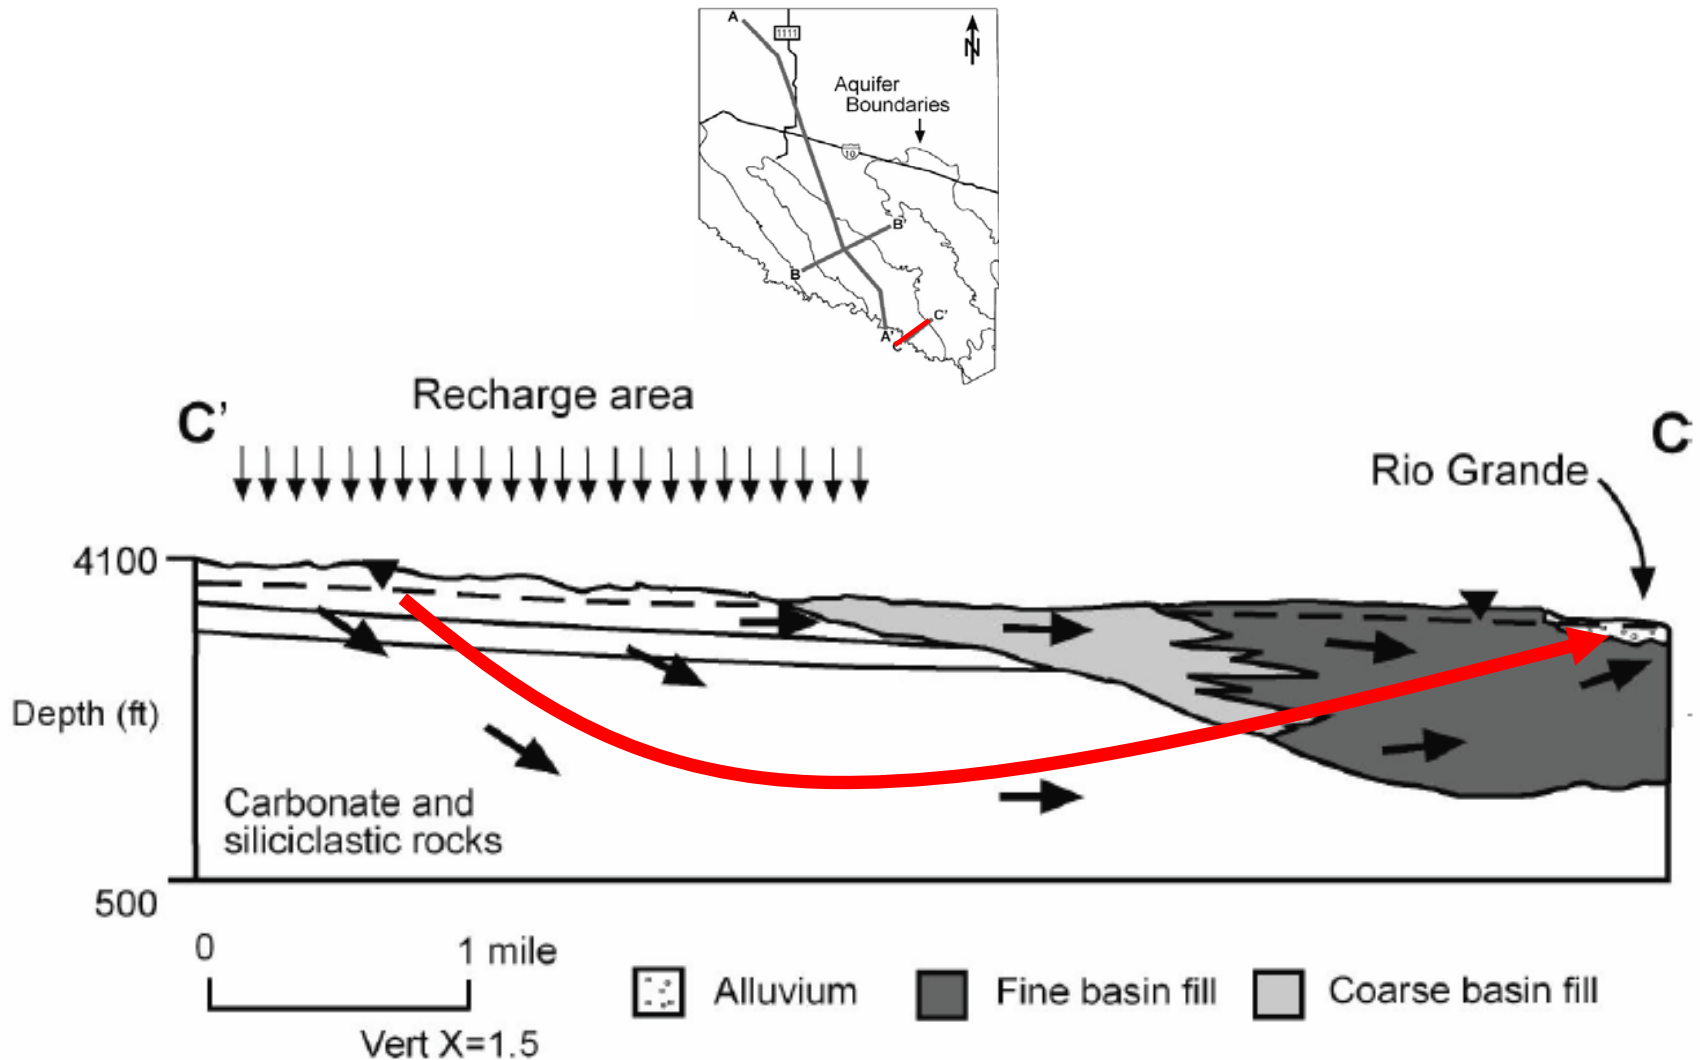 A
1111
N
Aquifer
Boundaries
10
B'
B
C'
A'
C
Recharge area
C'
C
Rio Grande
4100
Depth (ft)
Carbonate and
siliciclastic rocks
500
0
1 mile
Vert X=1.5
Alluvium
Fine basin fill
Coarse basin fill